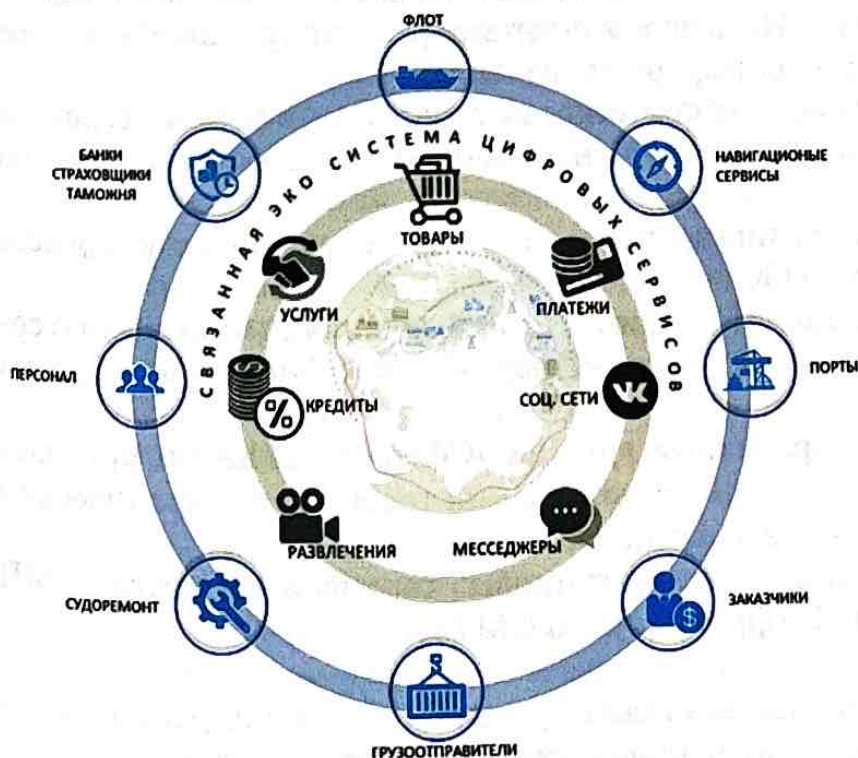 ФЛОТ
БАНКИ
СТРАХОВЩИКИ
ТАМОЖНЯ
НАВИГАЦИОНЫЕ
СЕРВИСЫ
СВЯЗАННАЯ ЭКО СИСТЕМА ЦИФРОВЫХ СЕРВИСОВ
ТОВАРЫ
УСЛУГИ
ПЛАТЕЖИ
ПЕРСОНАЛ
ПОРТЫ
КРЕДИТЫ
СОЦ. СЕТИ
РАЗВЛЕЧЕНИЯ
МЕССЕДЖЕРЫ
СУДОРЕМОНТ
ЗАКАЗЧИКИ
ГРУЗООТПРАВИТЕЛИ